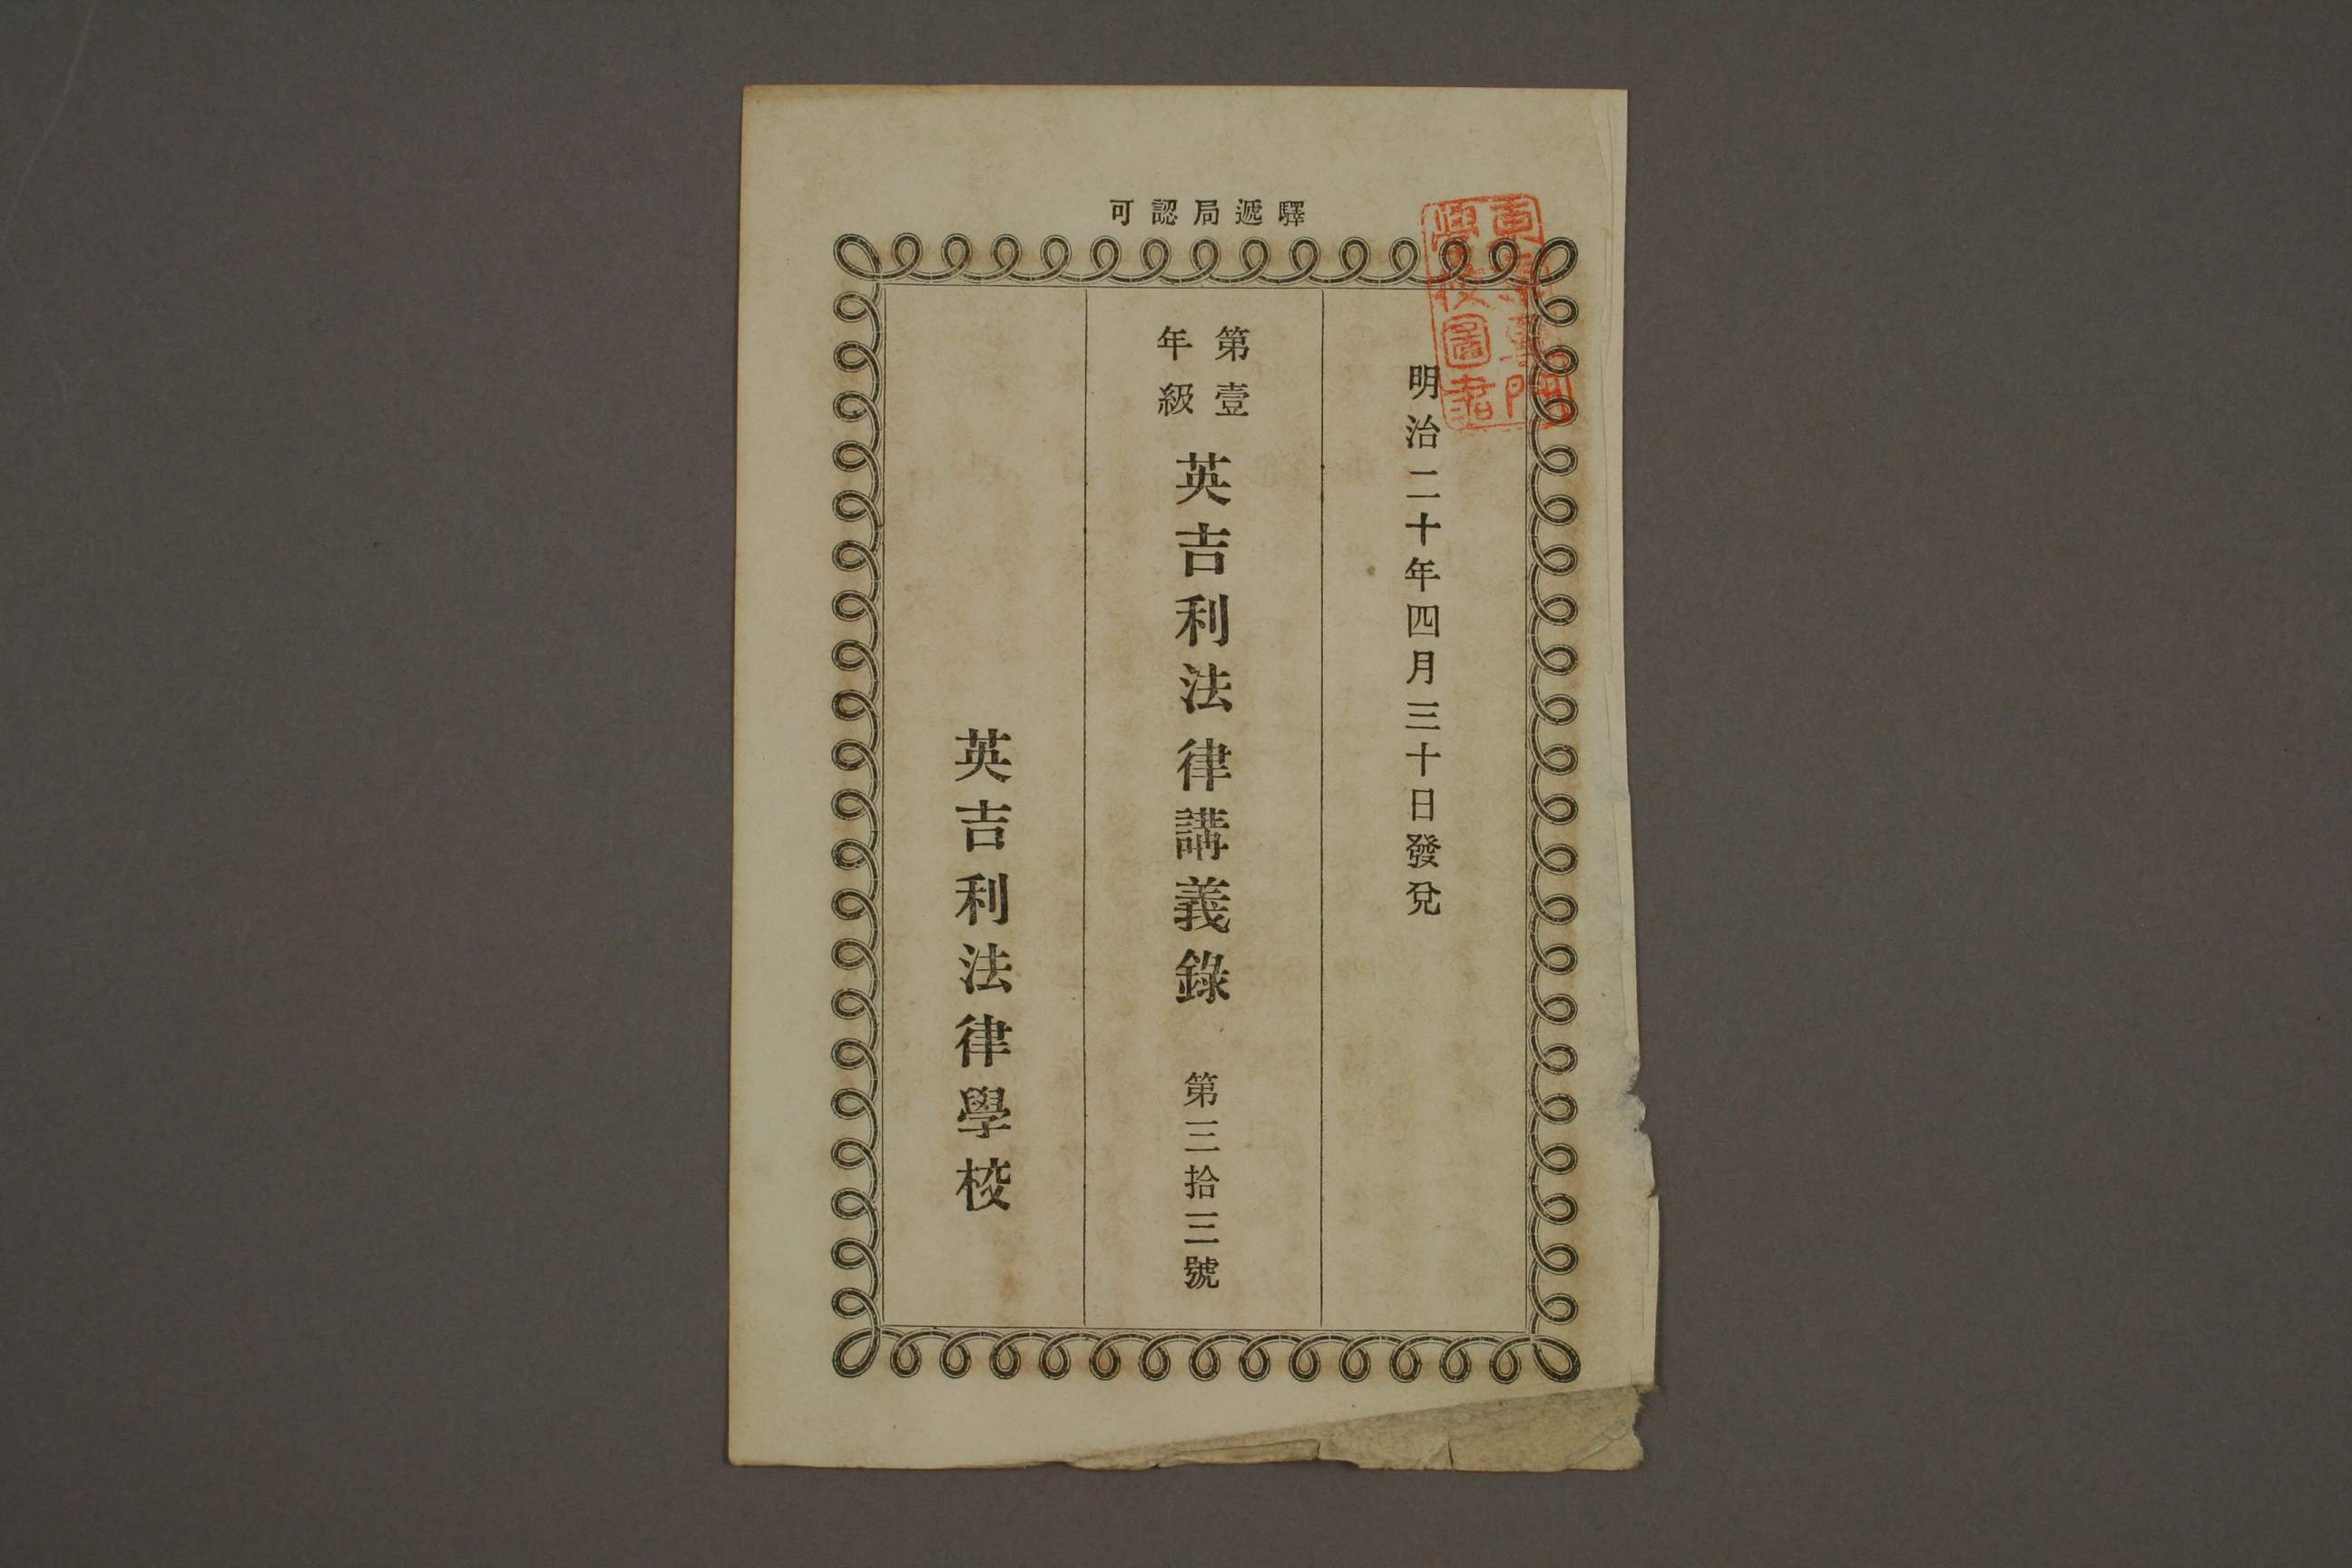 驛遞局認可
明治二十年四月三十日發兌
第壹
年級
英吉利法律講義錄
第三拾三號
英吉利法律學校
東京專門
學校圖書